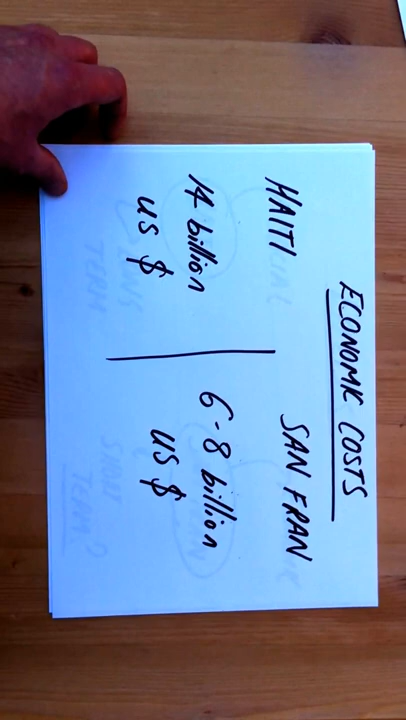 ECONOMIC COSTS
HAITI
14 billion
US $
SAN FRAN
6-8 billion
US $